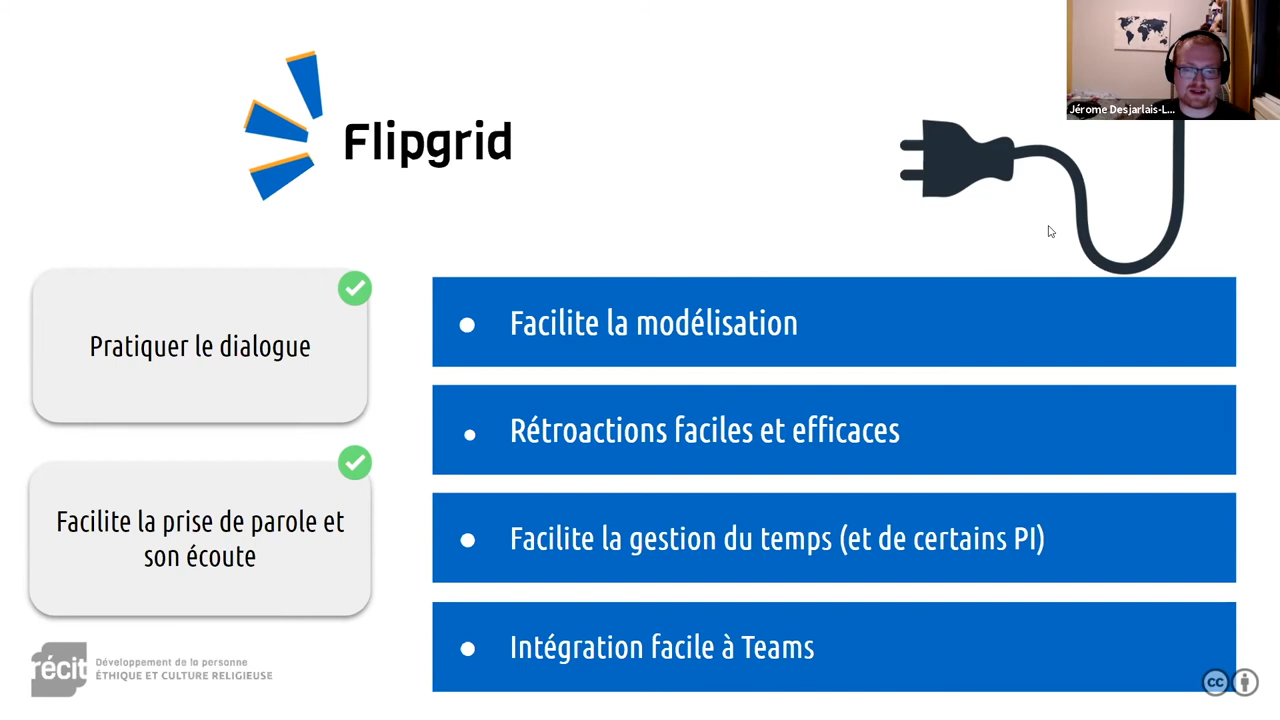 Jérome Desjarlais-L...
Flipgrid
Pratiquer le dialogue
Facilite la prise de parole et
son écoute
● Facilite la modélisation
● Rétroactions faciles et efficaces
● Facilite la gestion du temps (et de certains PI)
● Intégration facile à Teams
récit
Développement de la personne
ÉTHIQUE ET CULTURE RELIGIEUSE
cc